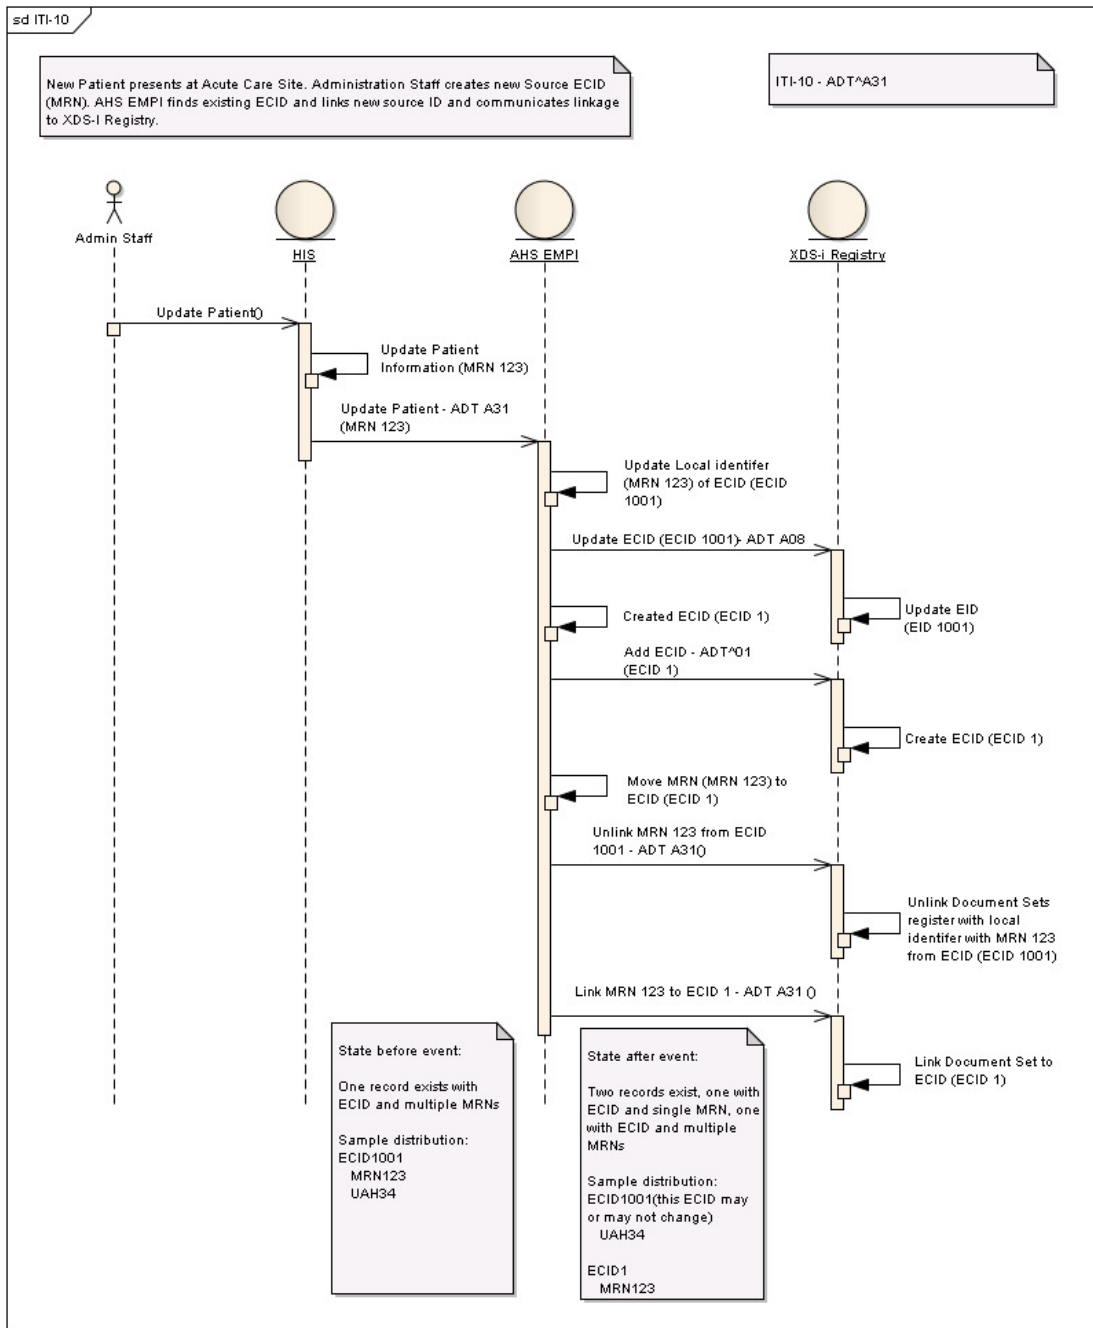 sd ITI-10
New Patient presents at Acute Care Site. Administration Staff creates new Source ECID
(MRN). AHS EMPI finds existing ECID and links new source ID and communicates linkage
to XDS-I Registry.
ITI-10 - ADT^A31
Admin Staff
HIS
AHS EMPI
XDS-i Registry
Update Patient()
Update Patient
Information (MRN 123)
Update Patient - ADT A31
(MRN 123)
Update Local identifer
(MRN 123) of ECID (ECID
1001)
Update ECID (ECID 1001)- ADT A08
Created ECID (ECID 1)
Update EID
(EID 1001)
Add ECID - ADT^01
(ECID 1)
Create ECID (ECID 1)
Move MRN (MRN 123) to
ECID (ECID 1)
Unlink MRN 123 from ECID
1001 - ADT A31()
Unlink Document Sets
register with local
identifer with MRN 123
from ECID (ECID 1001)
Link MRN 123 to ECID 1 - ADT A31 ()
Link Document Set to
ECID (ECID 1)
State before event:
One record exists with
ECID and multiple MRNs
Sample distribution:
ECID1001
MRN123
UAH34
State after event:
Two records exist, one with
ECID and single MRN, one
with ECID and multiple
MRNs
Sample distribution:
ECID1001(this ECID may
or may not change)
UAH34
ECID1
MRN123